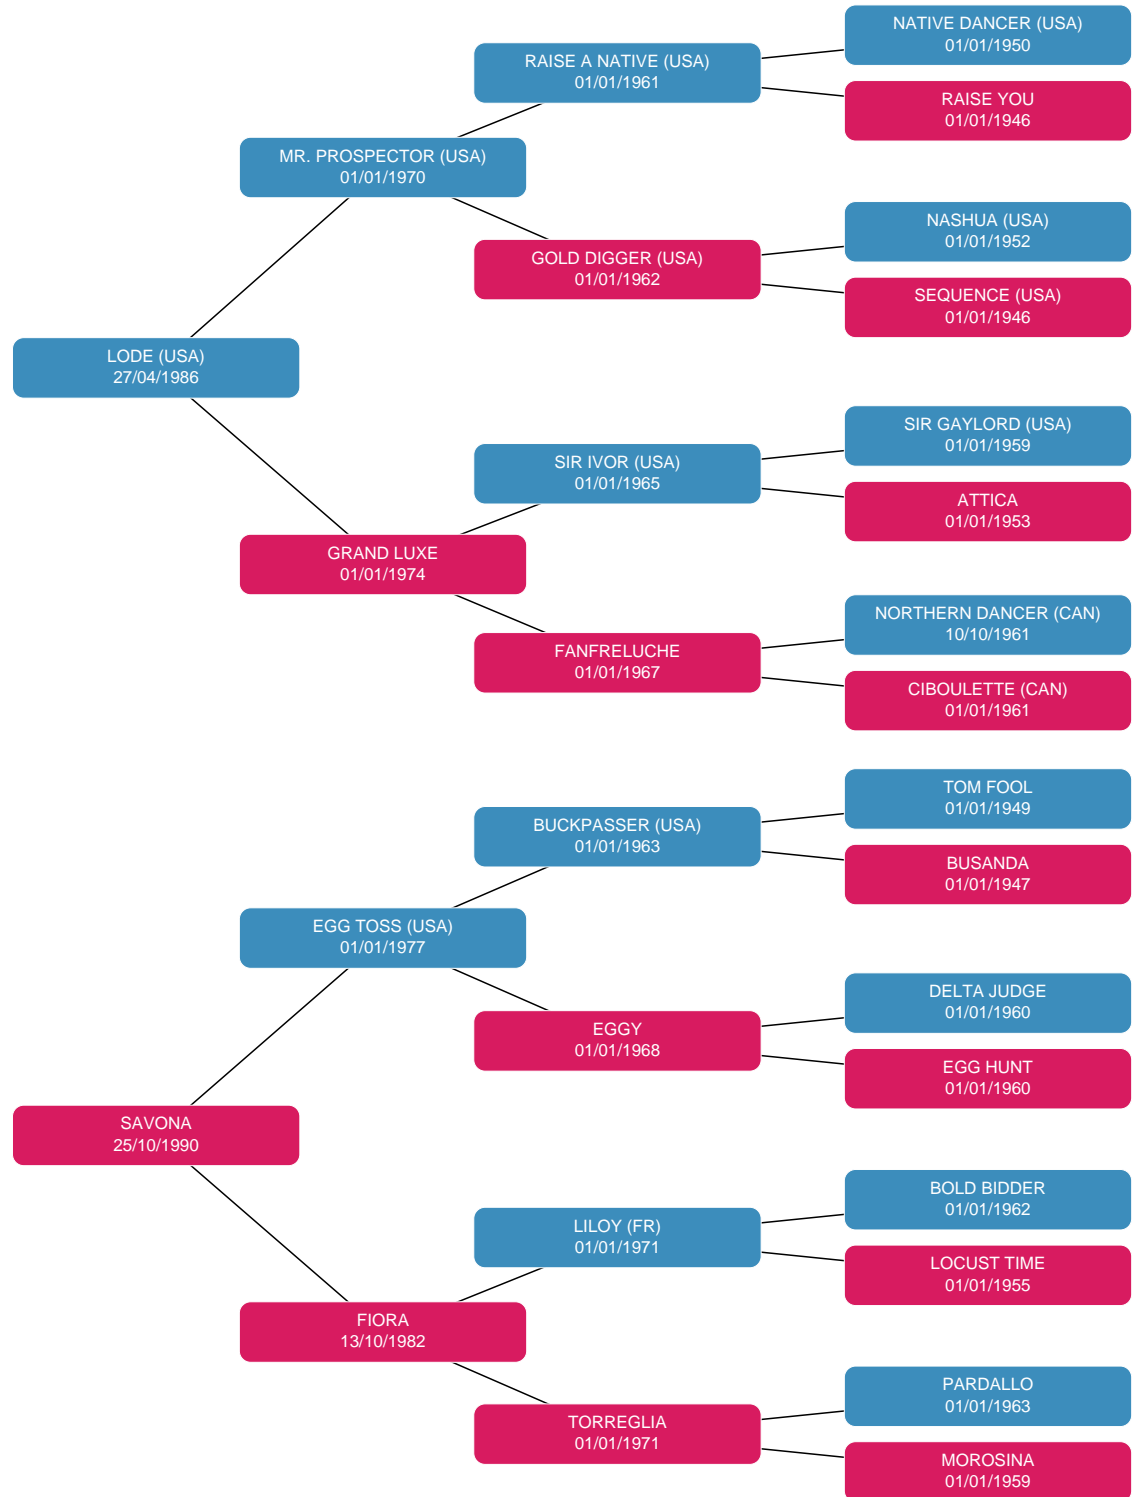 NATIVE DANCER (USA)
01/01/1950
RAISE A NATIVE (USA)
01/01/1961
RAISE YOU
01/01/1946
MR. PROSPECTOR (USA)
01/01/1970
NASHUA (USA)
01/01/1952
GOLD DIGGER (USA)
01/01/1962
SEQUENCE (USA)
01/01/1946
LODE (USA)
27/04/1986
SIR GAYLORD (USA)
01/01/1959
SIR IVOR (USA)
01/01/1965
ATTICA
01/01/1953
GRAND LUXE
01/01/1974
NORTHERN DANCER (CAN)
10/10/1961
FANFRELUCHE
01/01/1967
CIBOULETTE (CAN)
01/01/1961
TOM FOOL
01/01/1949
BUCKPASSER (USA)
01/01/1963
BUSANDA
01/01/1947
EGG TOSS (USA)
01/01/1977
DELTA JUDGE
01/01/1960
EGGY
01/01/1968
EGG HUNT
01/01/1960
SAVONA
25/10/1990
BOLD BIDDER
01/01/1962
LILOY (FR)
01/01/1971
LOCUST TIME
01/01/1955
FIORA
13/10/1982
PARDALLO
01/01/1963
TORREGLIA
01/01/1971
MOROSINA
01/01/1959